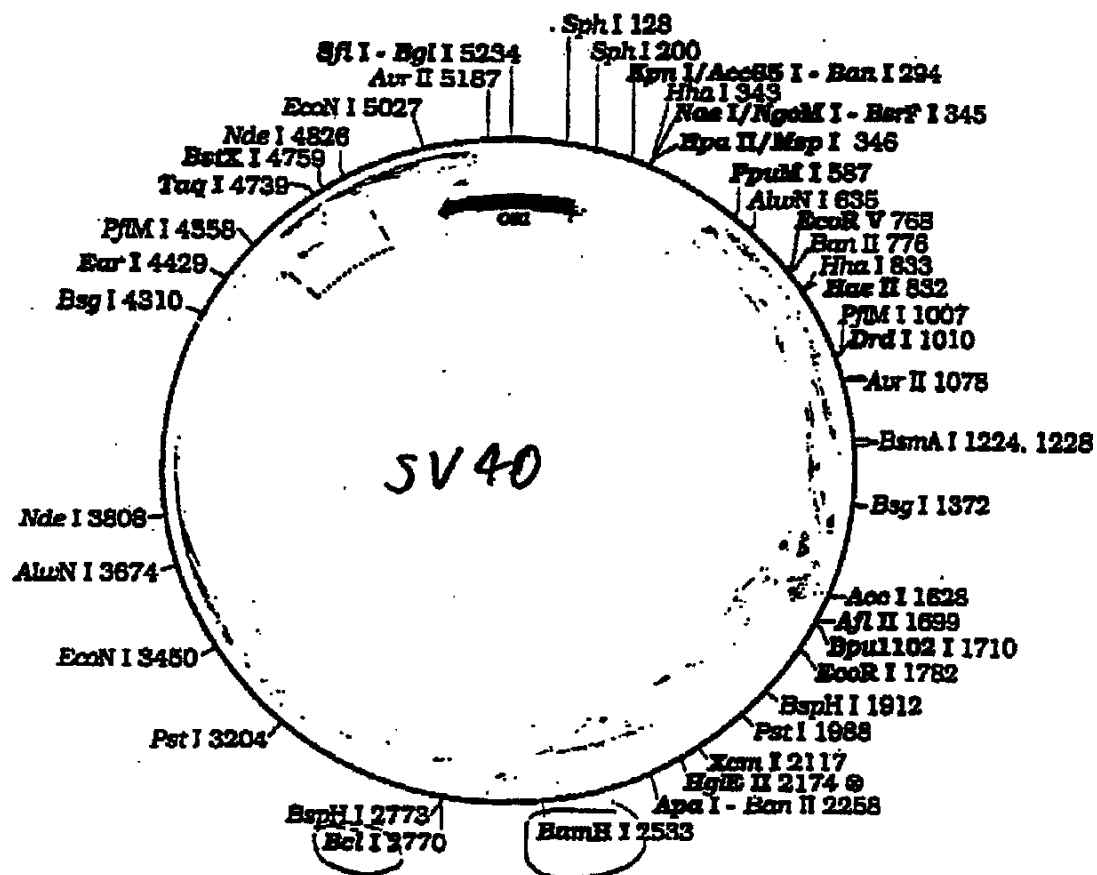 Sph I 128
Sph I 200
Kpn I/Acc65 I - Ban I 294
Hha I 343
Nae I/NgoM I - BsrF I 345
Hpa II/Msp I 346
PpuM I 587
AlwN I 635
EcoR V 768
Ban II 776
Hha I 833
Hae II 832
PflM I 1007
Drd I 1010
Avr II 1078
BsmA I 1224, 1228
Bsg I 1372
Acc I 1628
Afl II 1699
Bpu1102 I 1710
EcoR I 1782
BspH I 1912
Pst I 1988
Xcm I 2117
HgiE II 2174 ⊗
Apa I - Ban II 2258
BamH I 2533
Bcl I 2770
BspH I 2773
Pst I 3204
EcoN I 3450
AlwN I 3674
Nde I 3808
Bsg I 4310
Ear I 4429
PflM I 4558
Taq I 4739
BstX I 4759
Nde I 4826
EcoN I 5027
Avr II 5187
Sfi I - Bgl I 5234
ori
SV40